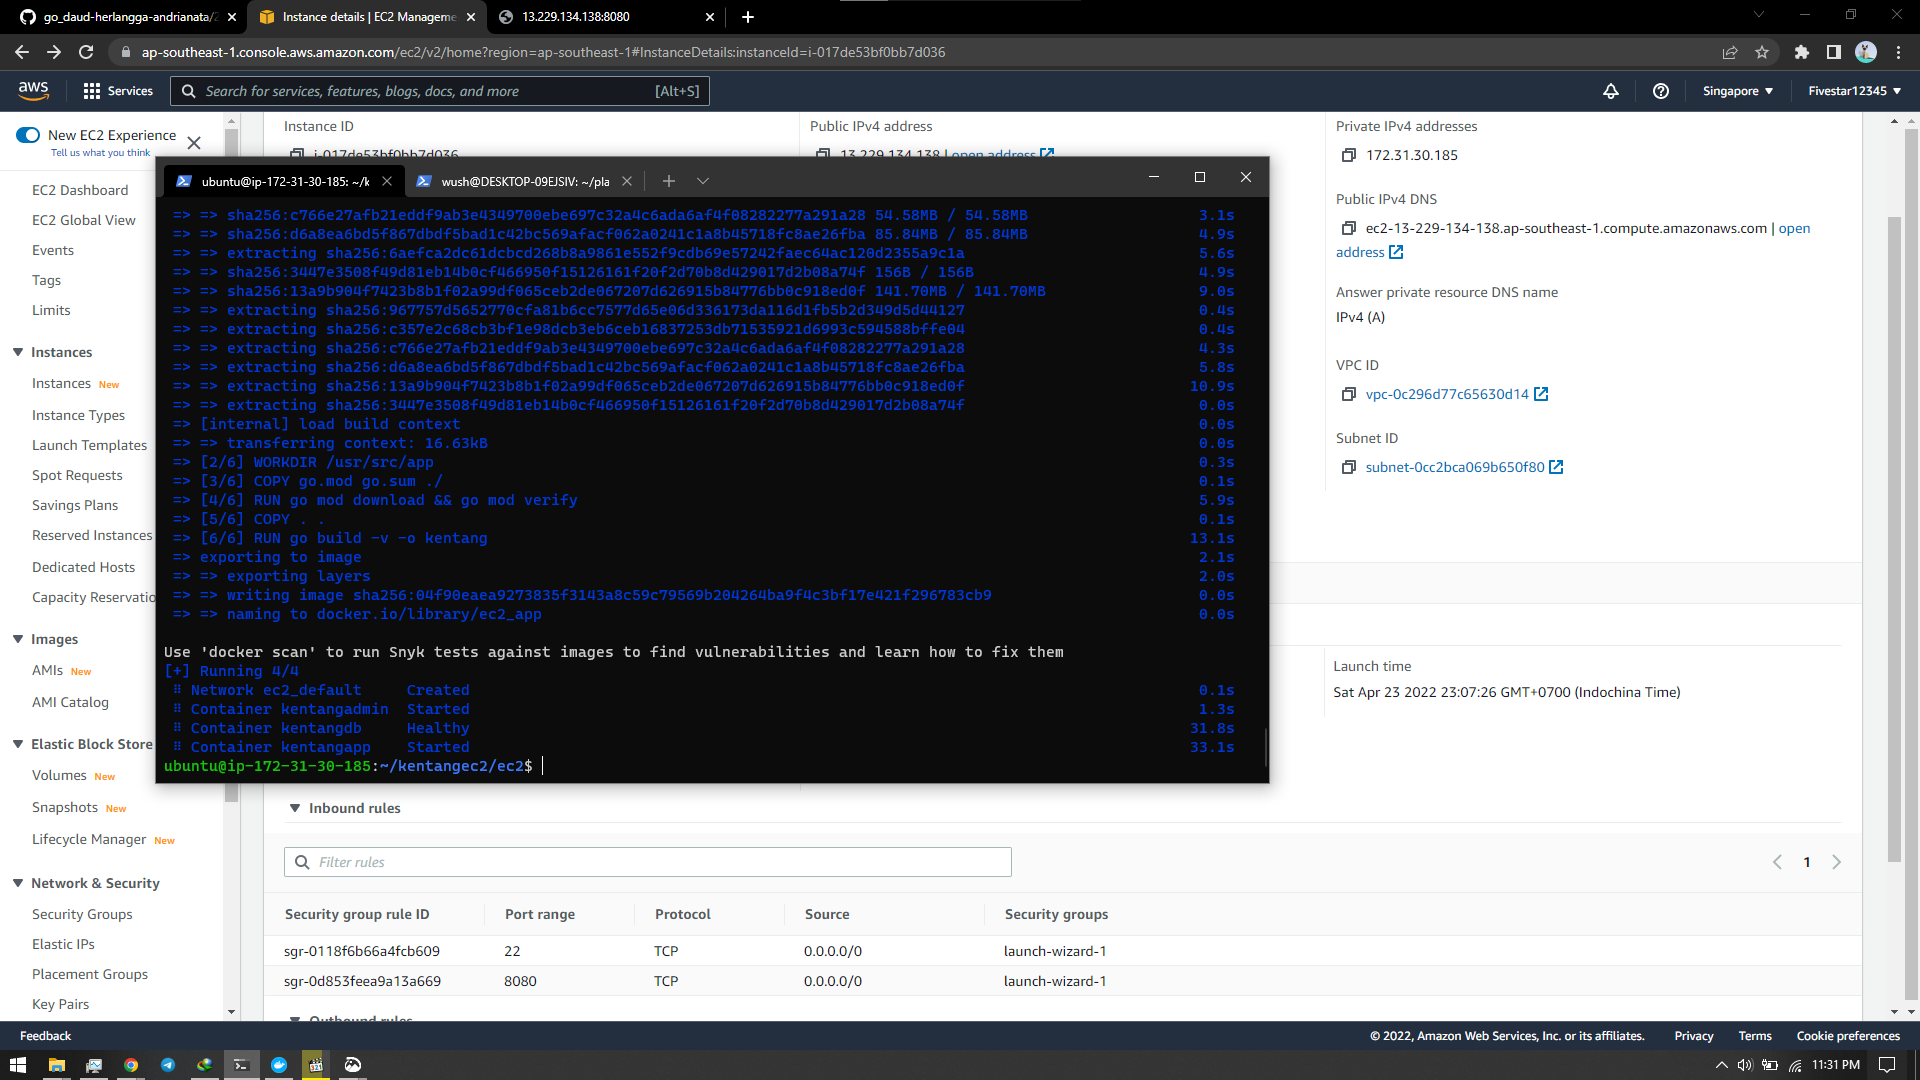 go_daud-herlangga-andrianata/2
Instance details | EC2 Manageme
13.229.134.138:8080
ap-southeast-1.console.aws.amazon.com/ec2/v2/home?region=ap-southeast-1#InstanceDetails:instanceId=i-017de53bf0bb7d036
aws
Services
Search for services, features, blogs, docs, and more
[Alt+S]
Singapore
Fivestar12345
New EC2 Experience
Tell us what you think
EC2 Dashboard
EC2 Global View
Events
Tags
Limits
Instances
Instances New
Instance Types
Launch Templates
Spot Requests
Savings Plans
Reserved Instances
Dedicated Hosts
Capacity Reservatio
Images
AMIs New
AMI Catalog
Elastic Block Store
Volumes New
Snapshots New
Lifecycle Manager New
Network & Security
Security Groups
Elastic IPs
Placement Groups
Key Pairs
Instance ID
i-017de53bf0bb7d036
Public IPv4 address
13.229.134.138 | open address
Private IPv4 addresses
172.31.30.185
Public IPv4 DNS
ec2-13-229-134-138.ap-southeast-1.compute.amazonaws.com | open
address
Answer private resource DNS name
IPv4 (A)
VPC ID
vpc-0c296d77c65630d14
Subnet ID
subnet-0cc2bca069b650f80
Launch time
Sat Apr 23 2022 23:07:26 GMT+0700 (Indochina Time)
ubuntu@ip-172-31-30-185: ~/k
wush@DESKTOP-09EJSIV: ~/pla
=> => sha256:c766e27afb21eddf9ab3e4349700ebe697c32a4c6ada6af4f08282277a291a28 54.58MB / 54.58MB 3.1s
=> => sha256:d6a8ea6bd5f867dbdf5bad1c42bc569afacf062a0241c1a8b45718fc8ae26fba 85.84MB / 85.84MB 4.9s
=> => extracting sha256:6aefca2dc61dcbcd268b8a9861e552f9cdb69e57242faec64ac120d2355a9c1a 5.6s
=> => sha256:3447e3508f49d81eb14b0cf466950f15126161f20f2d70b8d429017d2b08a74f 156B / 156B 4.9s
=> => sha256:13a9b904f7423b8b1f02a99df065ceb2de067207d626915b84776bb0c918ed0f 141.70MB / 141.70MB 9.0s
=> => extracting sha256:967757d5652770cfa81b6cc7577d65e06d336173da116d1fb5b2d349d5d44127 0.4s
=> => extracting sha256:c357e2c68cb3bf1e98dcb3eb6ceb16837253db71535921d6993c594588bffe04 0.4s
=> => extracting sha256:c766e27afb21eddf9ab3e4349700ebe697c32a4c6ada6af4f08282277a291a28 4.3s
=> => extracting sha256:d6a8ea6bd5f867dbdf5bad1c42bc569afacf062a0241c1a8b45718fc8ae26fba 5.8s
=> => extracting sha256:13a9b904f7423b8b1f02a99df065ceb2de067207d626915b84776bb0c918ed0f 10.9s
=> => extracting sha256:3447e3508f49d81eb14b0cf466950f15126161f20f2d70b8d429017d2b08a74f 0.0s
=> [internal] load build context 0.0s
=> => transferring context: 16.63kB 0.0s
=> [2/6] WORKDIR /usr/src/app 0.3s
=> [3/6] COPY go.mod go.sum ./ 0.1s
=> [4/6] RUN go mod download && go mod verify 5.9s
=> [5/6] COPY . . 0.1s
=> [6/6] RUN go build -v -o kentang 13.1s
=> exporting to image 2.1s
=> => exporting layers 2.0s
=> => writing image sha256:04f90eaea9273835f3143a8c59c79569b204264ba9f4c3bf17e421f296783cb9 0.0s
=> => naming to docker.io/library/ec2_app 0.0s
Use 'docker scan' to run Snyk tests against images to find vulnerabilities and learn how to fix them
[+] Running 4/4
Network ec2_default Created 0.1s
Container kentangadmin Started 1.3s
Container kentangdb Healthy 31.8s
Container kentangapp Started 33.1s
ubuntu@ip-172-31-30-185:~/kentangec2/ec2$
Inbound rules
Filter rules
1
Security group rule ID Port range Protocol Source Security groups
sgr-0118f6b66a4fcb609 22 TCP 0.0.0.0/0 launch-wizard-1
sgr-0d853feea9a13a669 8080 TCP 0.0.0.0/0 launch-wizard-1
Outbound rules
Feedback
© 2022, Amazon Web Services, Inc. or its affiliates.
Privacy
Terms
Cookie preferences
11:31 PM